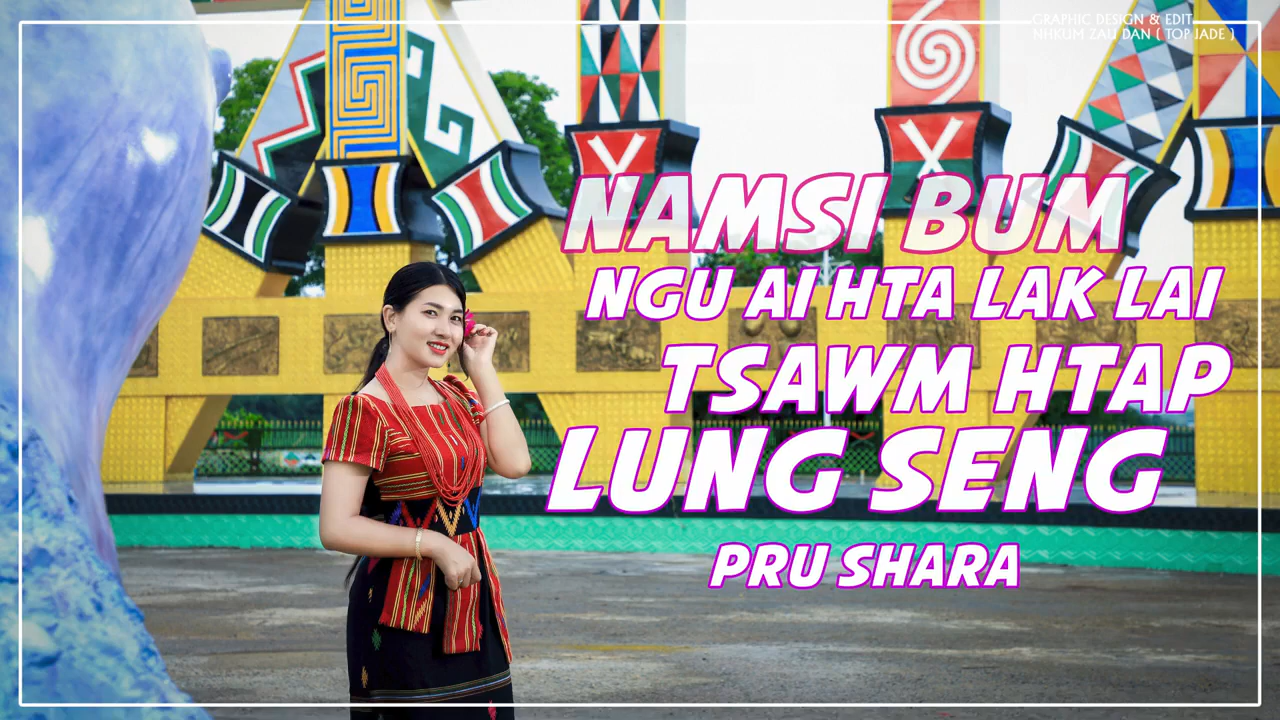 GRAPHIC DESIGN & EDIT
NHKUM ZAU DAN ( TOP JADE )
NAMSI BUM
NGU AI HTA LAK LAI
TSAWM HTAP
LUNG SENG
PRU SHARA